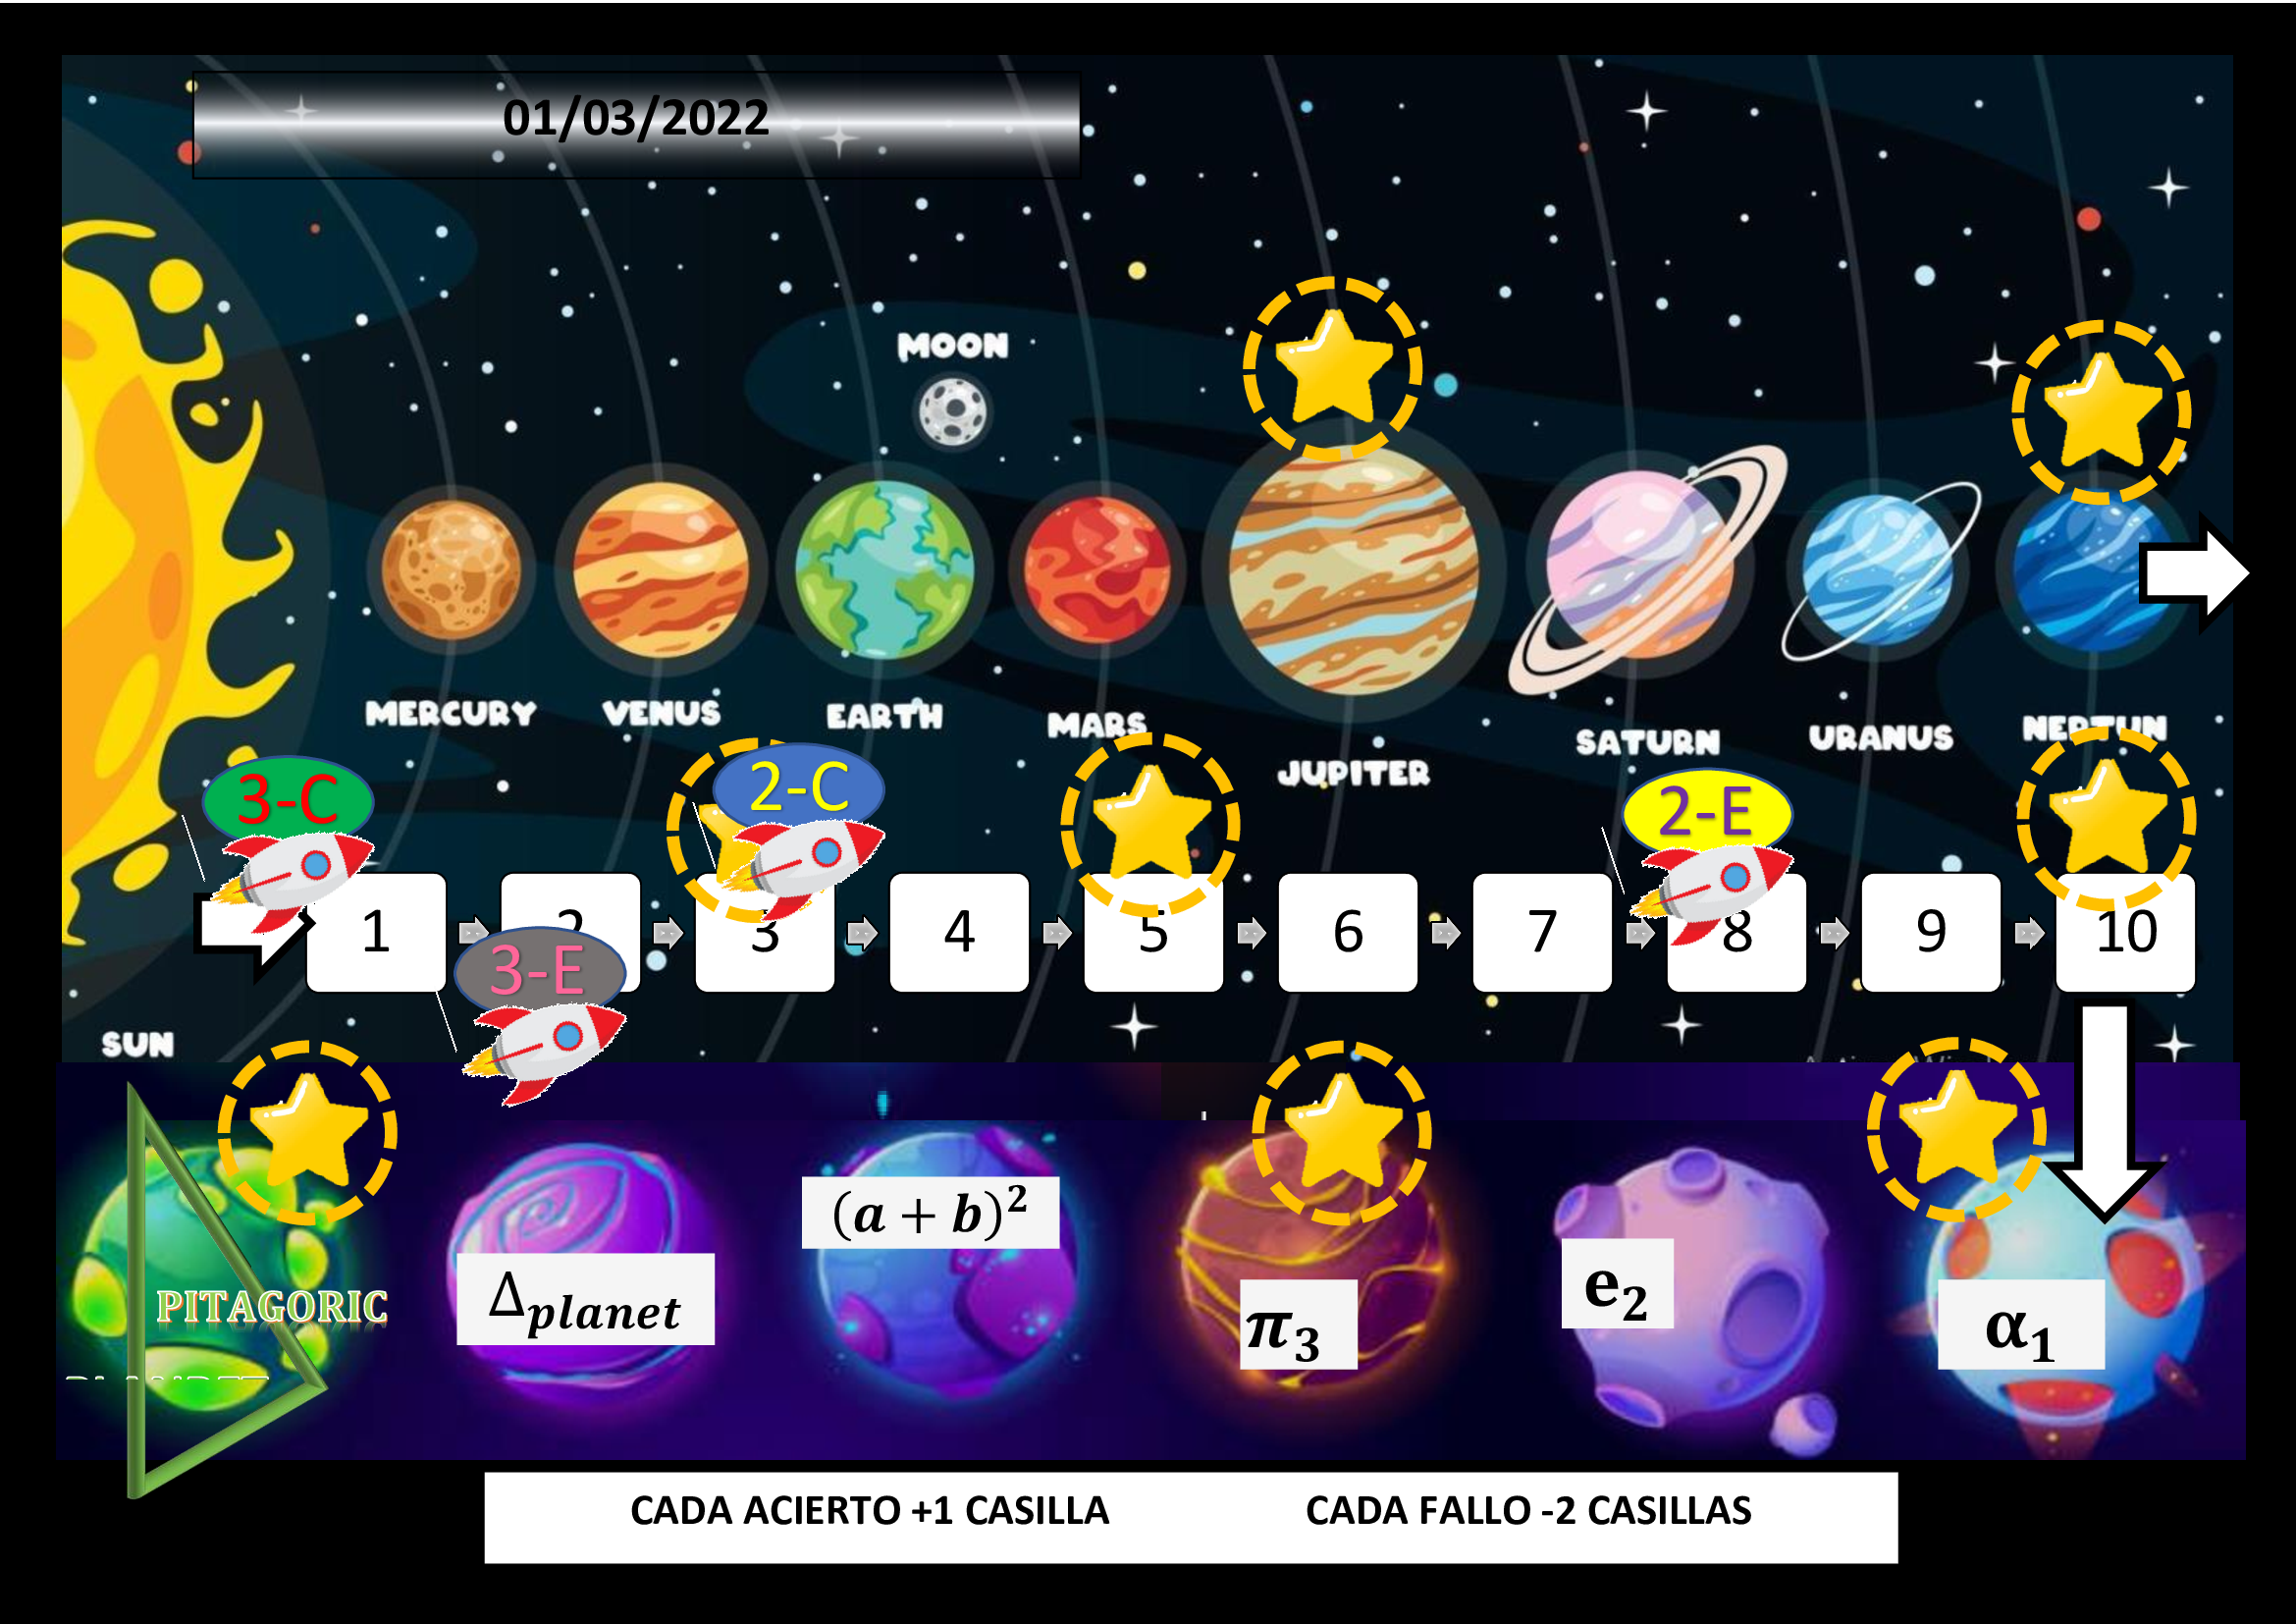 01/03/2022
MOON
MERCURY
VENUS
EARTH
MARS
JUPITER
SATURN
URANUS
NEPTUN
3-C
2-C
2-E
1
2
3
4
5
6
7
8
9
10
3-E
SUN
PITAGORIC
Δplanet
(a + b)²
π₃
e₂
α₁
CADA ACIERTO +1 CASILLA
CADA FALLO -2 CASILLAS